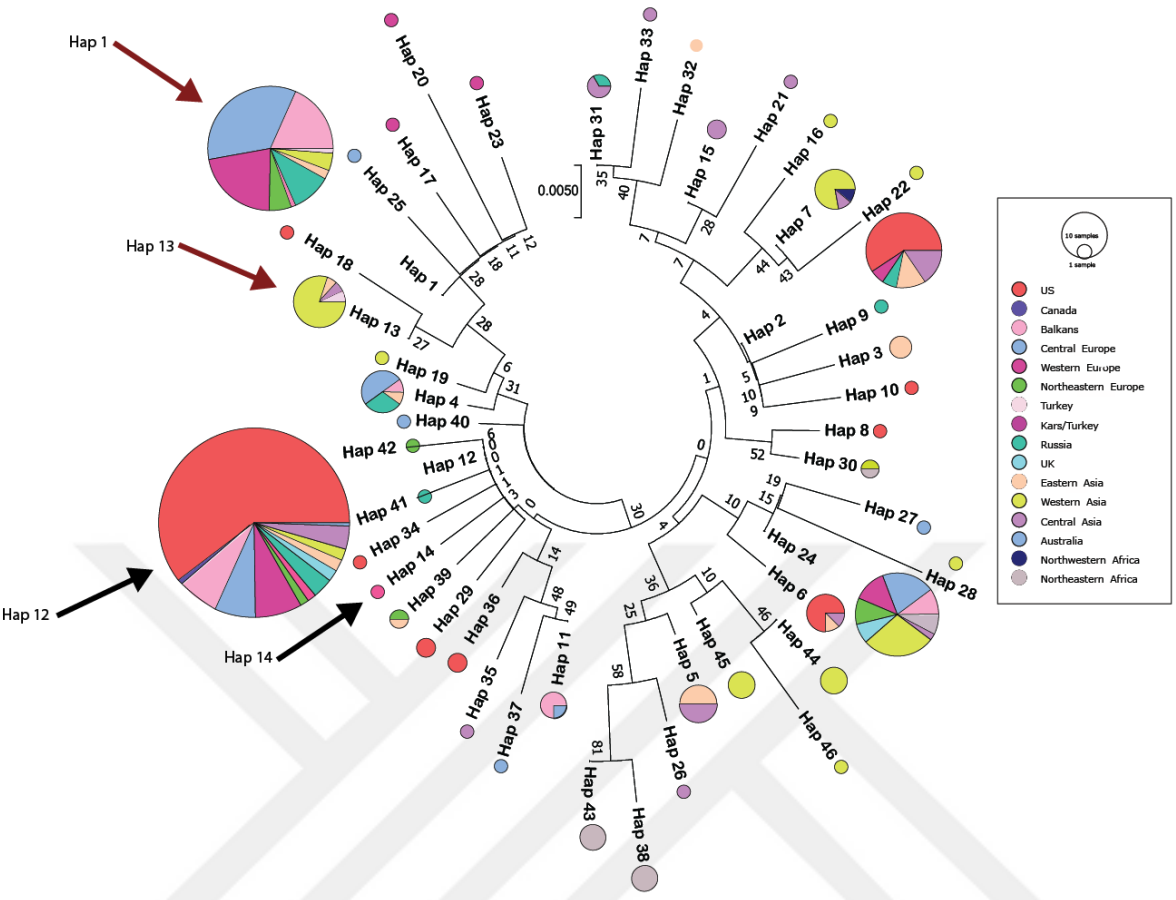 Hap 1
Hap 13
Hap 12
Hap 14
Hap 20
Hap 23
Hap 17
Hap 25
Hap 18
Hap 1
Hap 13
Hap 19
Hap 4
Hap 40
Hap 42
Hap 12
Hap 41
Hap 34
Hap 14
Hap 39
Hap 29
Hap 36
Hap 35
Hap 37
Hap 11
Hap 43
Hap 38
Hap 26
Hap 5
Hap 45
Hap 44
Hap 46
Hap 6
Hap 24
Hap 28
Hap 27
Hap 30
Hap 8
Hap 10
Hap 3
Hap 9
Hap 2
Hap 22
Hap 7
Hap 16
Hap 21
Hap 15
Hap 32
Hap 33
Hap 31
0.0050
12
11
18
28
28
27
6
31
6
0
0
1
1
3
0
14
48
49
30
35
40
7
28
7
44
43
4
5
10
9
1
52
0
19
15
10
4
36
10
46
25
58
81
10 samples
1 sample
US
Canada
Balkans
Central Europe
Western Europe
Northeastern Europe
Turkey
Kars/Turkey
Russia
UK
Eastern Asia
Western Asia
Central Asia
Australia
Northwestern Africa
Northeastern Africa